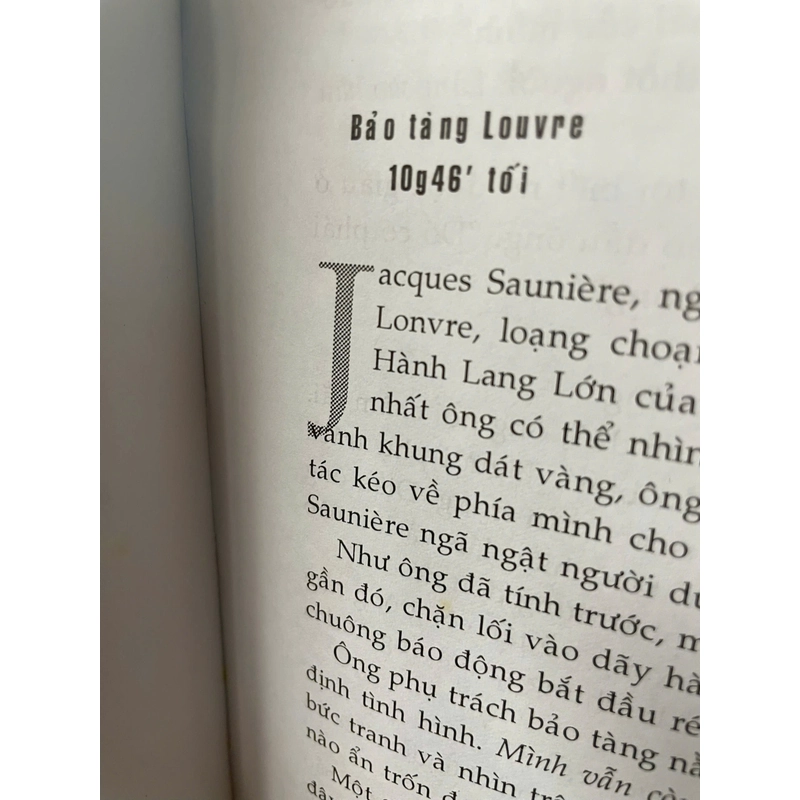 Bảo tàng Louvre
10g46' tối
Jacques Saunière, ng
Lonvre, loạng choạn
Hành Lang Lớn của
nhất ông có thể nhìn
vành khung dát vàng, ông
tác kéo về phía mình cho
Saunière ngã ngật người
Như ông đã tính trước,
gần đó, chặn lối vào dãy
chuông báo động bắt đầu
Ông phụ trách bảo tàng
định tình hình. Mình vẫn
bức tranh và nhìn
nào ẩn trốn
Một